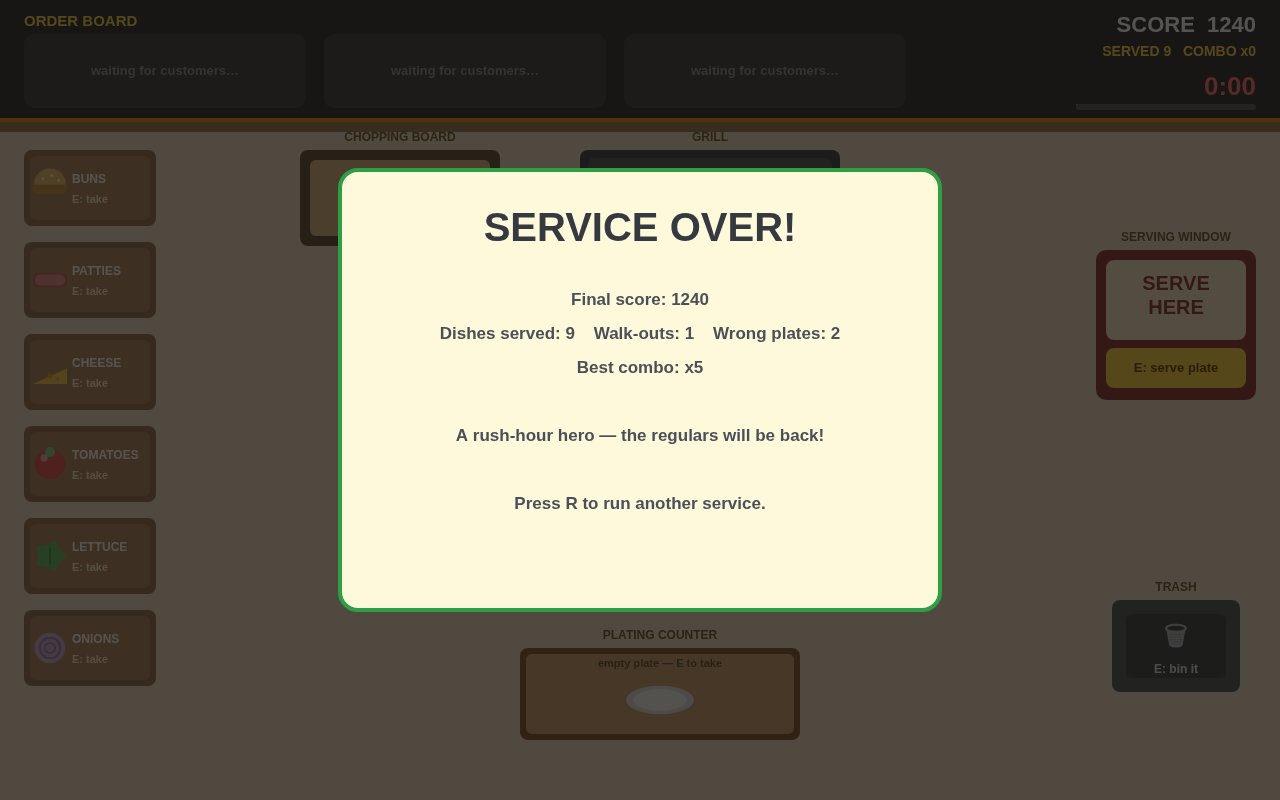 ORDER BOARD
waiting for customers…
waiting for customers…
waiting for customers…
SCORE 1240
SERVED 9 COMBO x0
0:00
CHOPPING BOARD
GRILL
BUNS
E: take
PATTIES
E: take
CHEESE
E: take
TOMATOES
E: take
LETTUCE
E: take
ONIONS
E: take
SERVICE OVER!
Final score: 1240
Dishes served: 9 Walk-outs: 1 Wrong plates: 2
Best combo: x5
A rush-hour hero — the regulars will be back!
Press R to run another service.
SERVING WINDOW
SERVE
HERE
E: serve plate
TRASH
E: bin it
PLATING COUNTER
empty plate — E to take